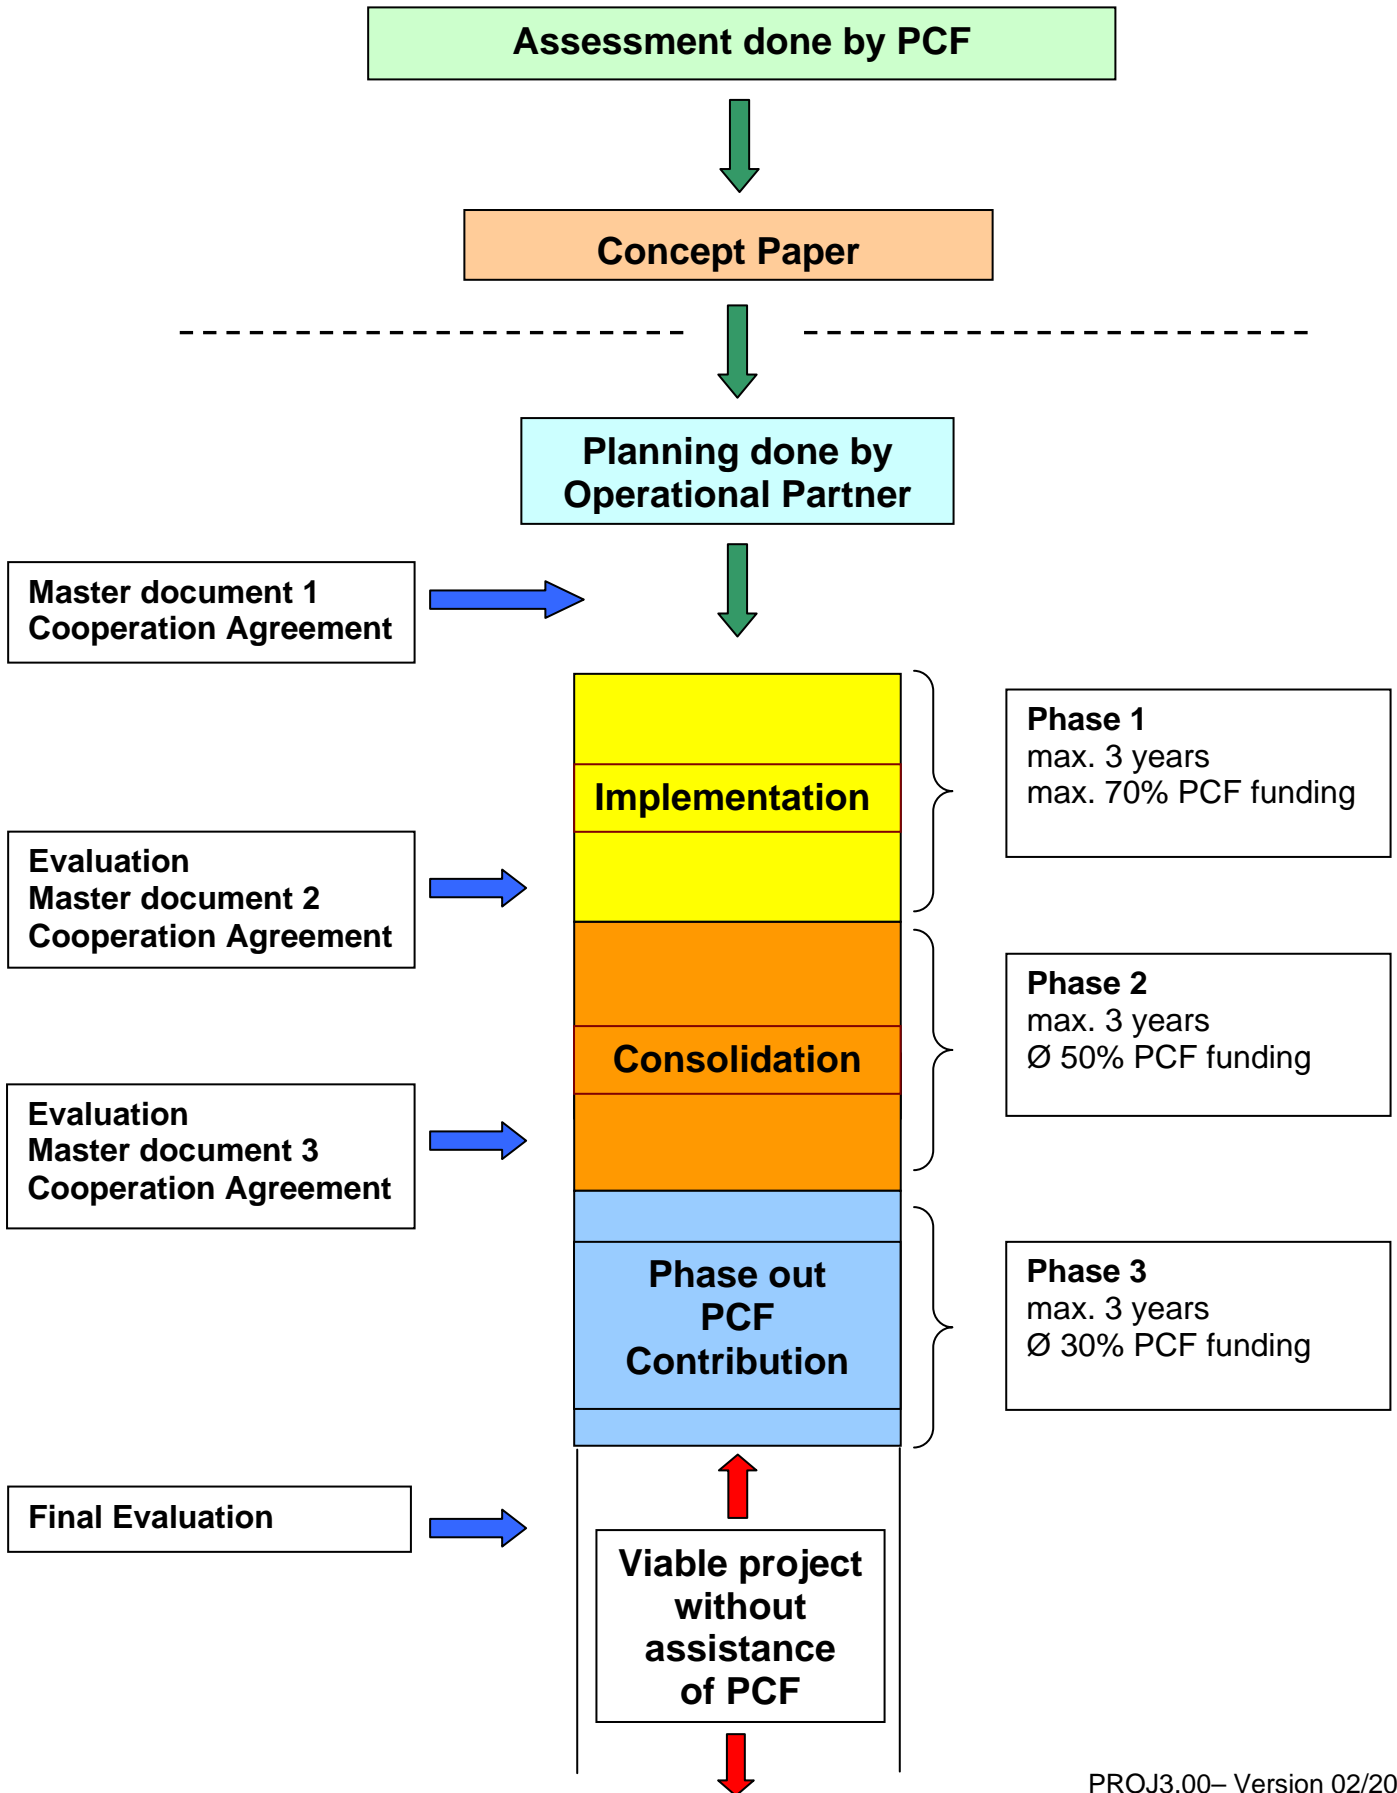 Assessment done by PCF
Concept Paper
Planning done by
Operational Partner
Master document 1
Cooperation Agreement
Phase 1
max. 3 years
max. 70% PCF funding
Implementation
Evaluation
Master document 2
Cooperation Agreement
Phase 2
max. 3 years
Ø 50% PCF funding
Consolidation
Evaluation
Master document 3
Cooperation Agreement
Phase 3
max. 3 years
Ø 30% PCF funding
Phase out
PCF
Contribution
Final Evaluation
Viable project
without
assistance
of PCF
PROJ3.00– Version 02/20